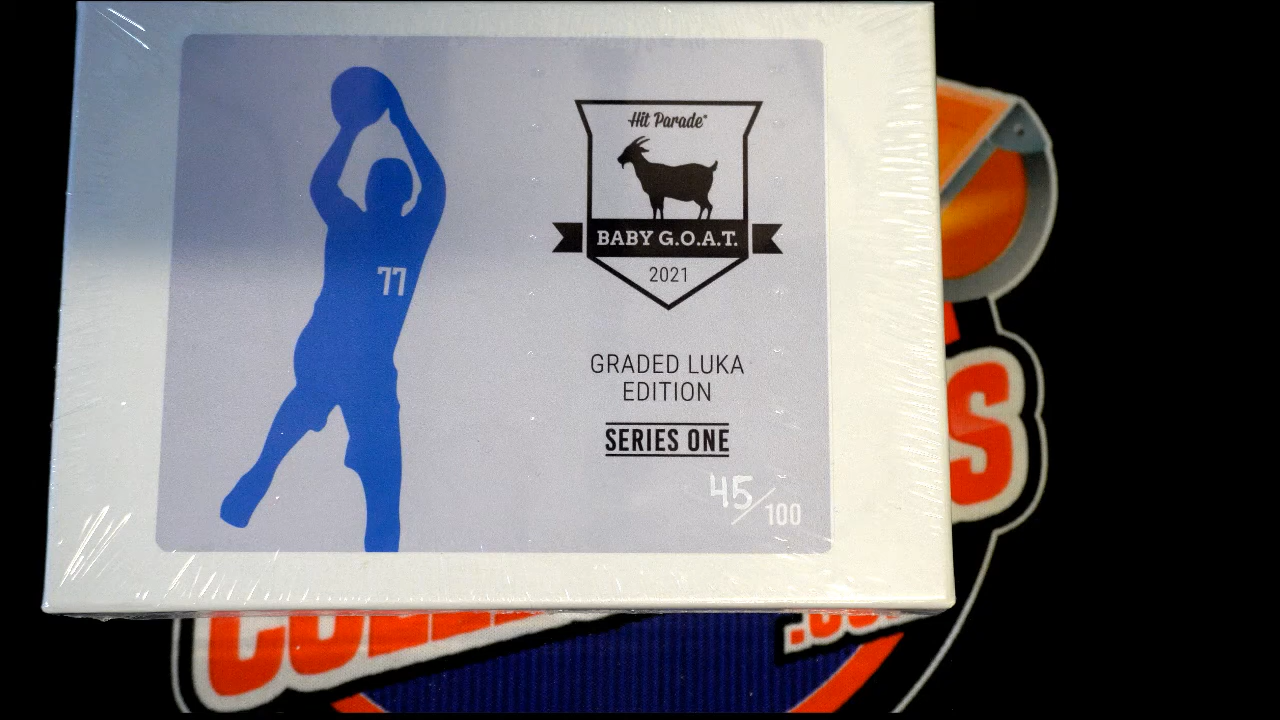 Hit Parade®
BABY G.O.A.T.
2021
77
GRADED LUKA
EDITION
SERIES ONE
45/100